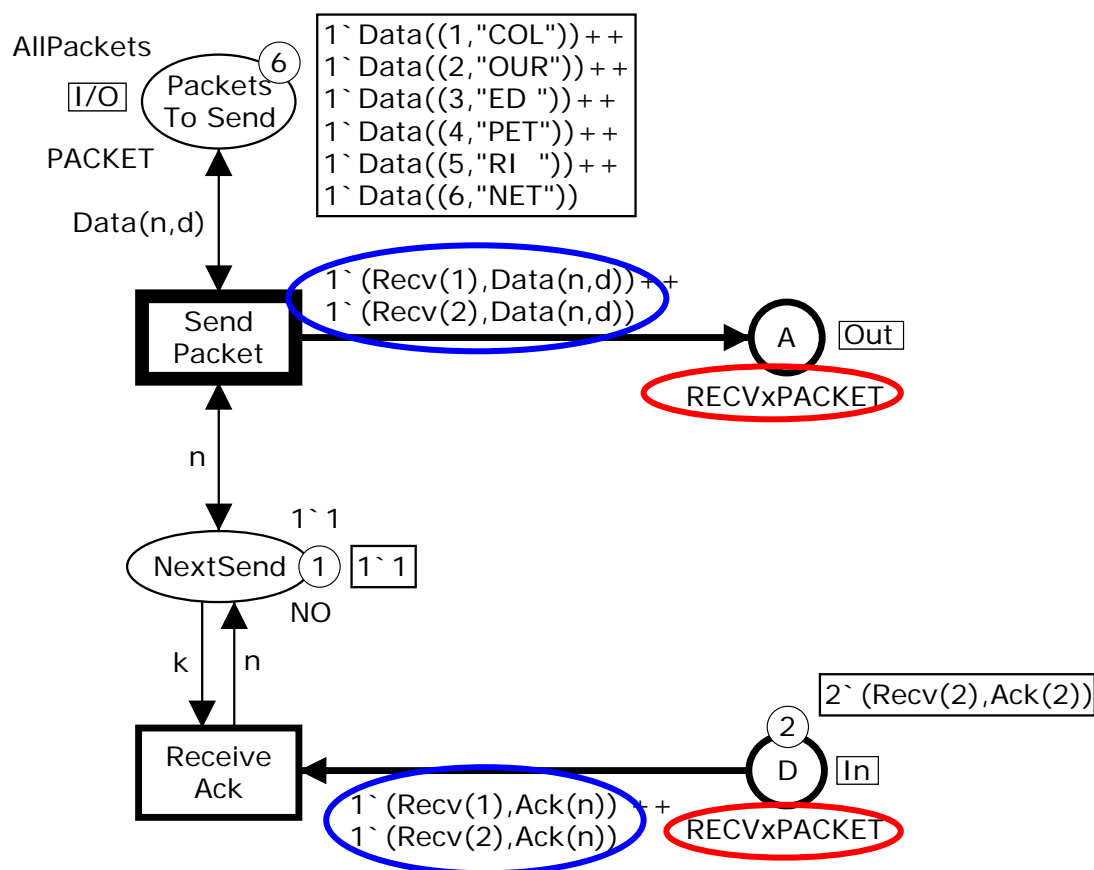 AllPackets
6
I/O
Packets
To Send
PACKET
1`Data((1,"COL"))++
1`Data((2,"OUR"))++
1`Data((3,"ED "))++
1`Data((4,"PET"))++
1`Data((5,"RI  "))++
1`Data((6,"NET"))
Data(n,d)
1`(Recv(1),Data(n,d))++
1`(Recv(2),Data(n,d))
Send
Packet
A
Out
RECVxPACKET
n
1`1
NextSend
1
1`1
NO
k
n
2`(Recv(2),Ack(2))
2
Receive
Ack
D
In
1`(Recv(1),Ack(n)) ++
1`(Recv(2),Ack(n))
RECVxPACKET